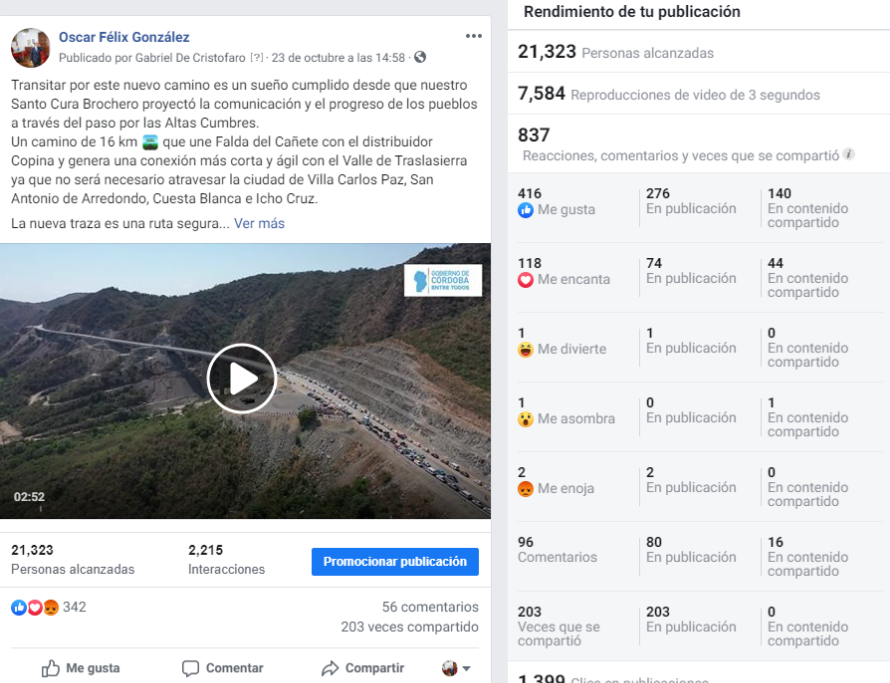 Oscar Félix González
Publicado por Gabriel De Cristofaro [?] · 23 de octubre a las 14:58 ·
Transitar por este nuevo camino es un sueño cumplido desde que nuestro
Santo Cura Brochero proyectó la comunicación y el progreso de los pueblos
a través del paso por las Altas Cumbres.
Un camino de 16 km que une Falda del Cañete con el distribuidor
Copina y genera una conexión más corta y ágil con el Valle de Traslasierra
ya que no será necesario atravesar la ciudad de Villa Carlos Paz, San
Antonio de Arredondo, Cuesta Blanca e Icho Cruz.
La nueva traza es una ruta segura... Ver más
GOBIERNO DE
CÓRDOBA
ENTRE TODOS
02:52
21,323
Personas alcanzadas
2,215
Interacciones
Promocionar publicación
342
56 comentarios
203 veces compartido
Me gusta
Comentar
Compartir
Rendimiento de tu publicación
21,323 Personas alcanzadas
7,584 Reproducciones de video de 3 segundos
837
Reacciones, comentarios y veces que se compartió
416
Me gusta
276
En publicación
140
En contenido
compartido
118
Me encanta
74
En publicación
44
En contenido
compartido
1
Me divierte
1
En publicación
0
En contenido
compartido
1
Me asombra
0
En publicación
1
En contenido
compartido
2
Me enoja
2
En publicación
0
En contenido
compartido
96
Comentarios
80
En publicación
16
En contenido
compartido
203
Veces que se
compartió
203
En publicación
0
En contenido
compartido
1,399 Clics en publicaciones